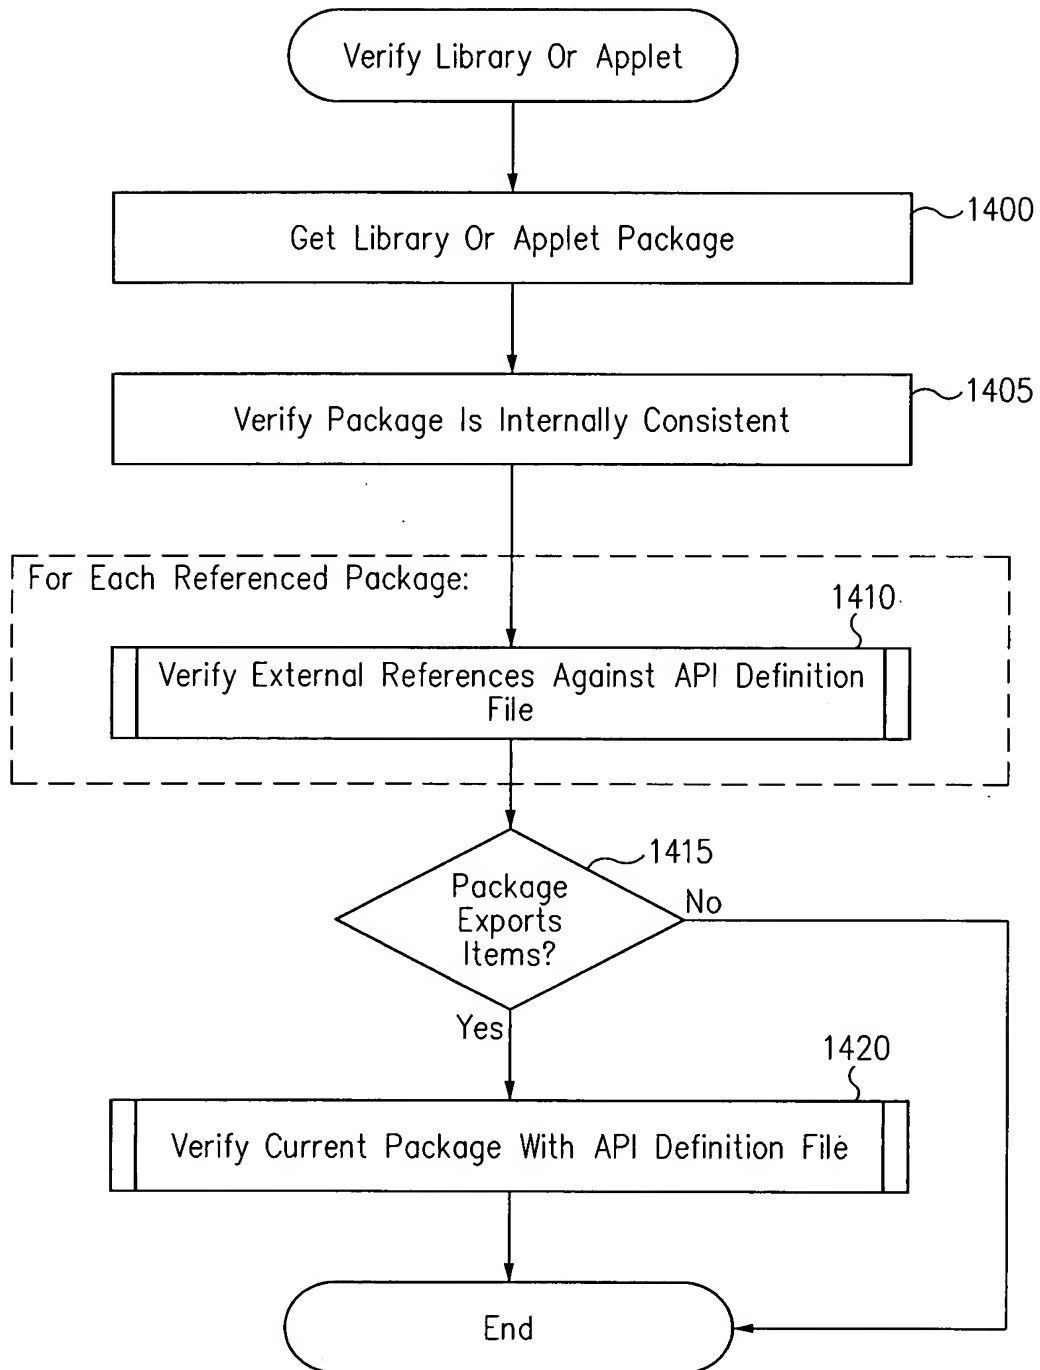 Verify Library Or Applet
1400
Get Library Or Applet Package
1405
Verify Package Is Internally Consistent
For Each Referenced Package:
1410
Verify External References Against API Definition
File
1415
Package
Exports
Items?
No
Yes
1420
Verify Current Package With API Definition File
End